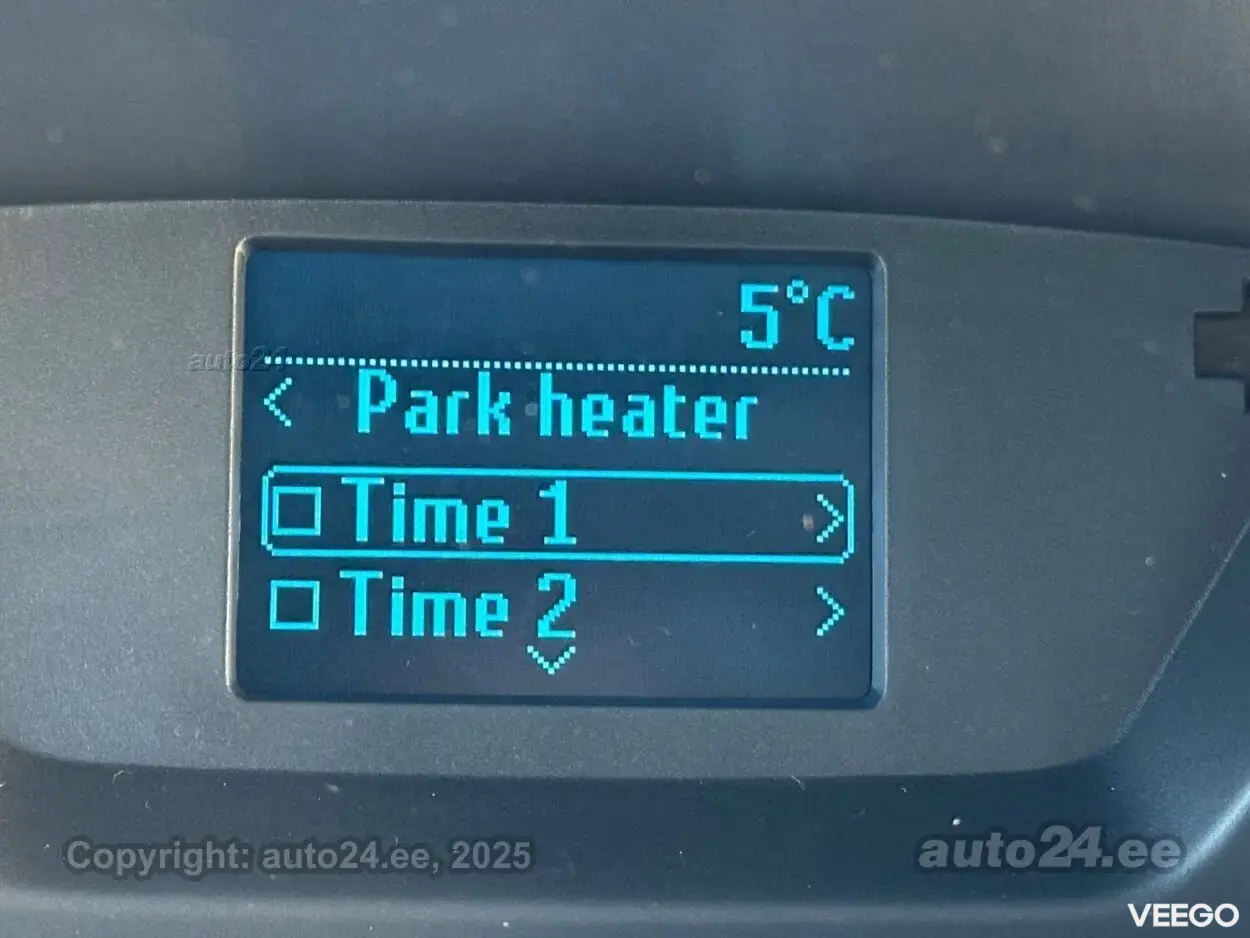 5°C
auto24
< Park heater
Time 1 >
Time 2 >
Copyright: auto24.ee, 2025
auto24.ee
VEEGO